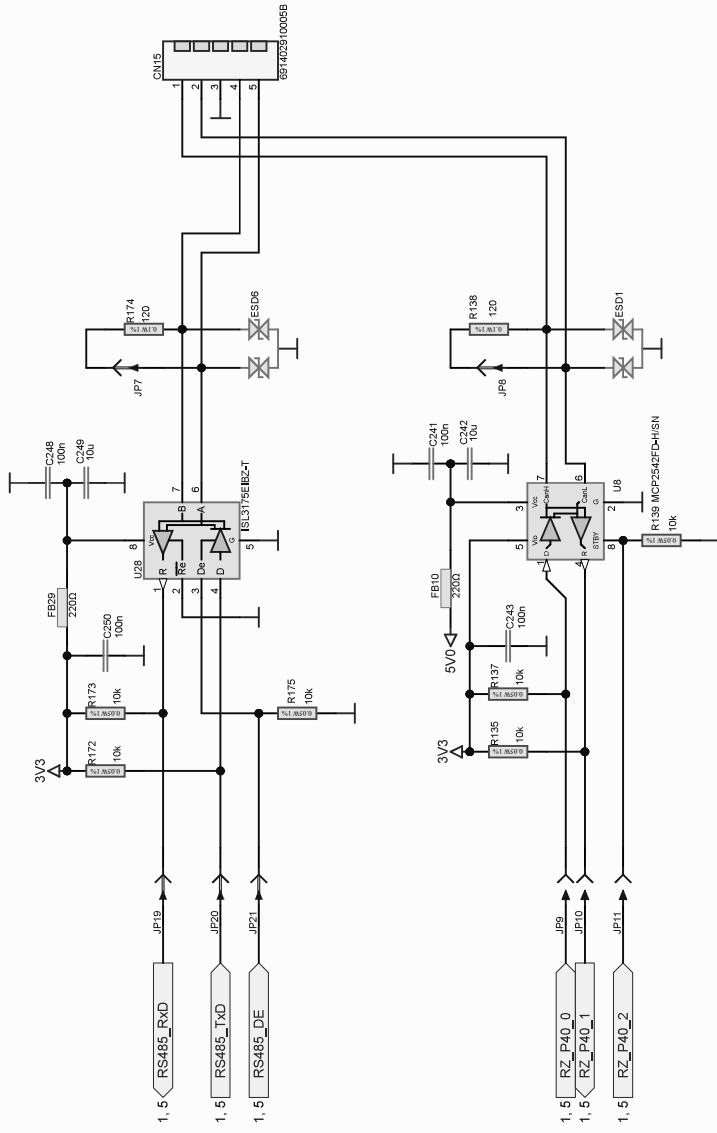 CN15
691402910005B
1
2
3
4
5
R174
120
0.1W 1%
JP7
ESD6
R138
120
0.1W 1%
JP8
ESD1
C248
100n
C249
10u
ISL3175EIBZ-T
U28
8
Vcc
7
B
6
A
5
G
1
R
2
Re
3
De
4
D
FB29
220Ω
C250
100n
R173
10k
0.05W 1%
R172
10k
0.05W 1%
R175
10k
0.05W 1%
3V3
C241
100n
C242
10u
U8
MCP2542FD-H/SN
3
Vcc
7
CanH
6
CanL
2
G
5
Vio
1
D
4
R
8
STBY
R139
10k
0.05W 1%
FB10
220Ω
5V0
C243
100n
R137
10k
0.05W 1%
R135
10k
0.05W 1%
3V3
JP19
JP20
JP21
JP9
JP10
JP11
RS485_RxD
1, 5
RS485_TxD
1, 5
RS485_DE
1, 5
RZ_P40_0
1, 5
RZ_P40_1
1, 5
RZ_P40_2
1, 5